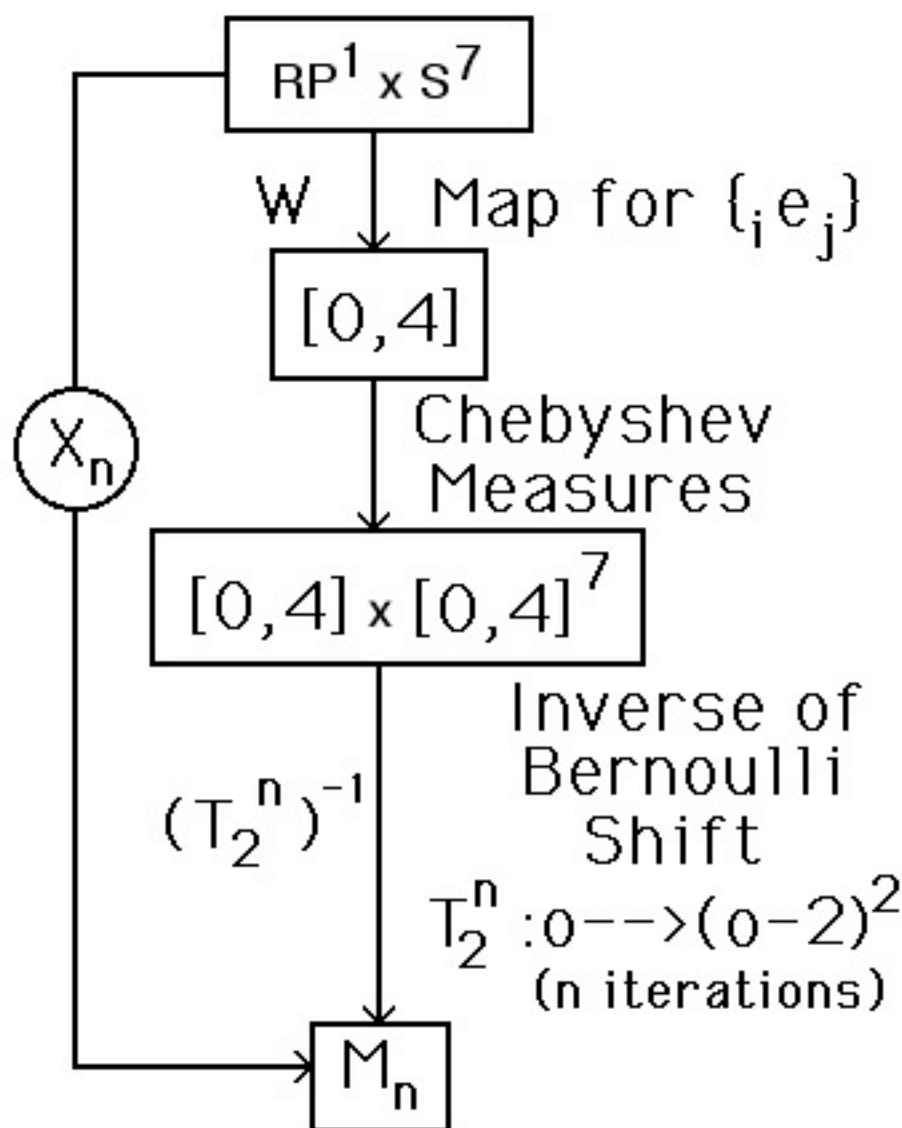 RP¹ x S⁷
W
Map for {ᵢeⱼ}
[0,4]
Chebyshev
Measures
Xₙ
[0,4] x [0,4]⁷
Inverse of
Bernoulli
Shift
(T₂ⁿ)⁻¹
T₂ⁿ:o-->(o-2)²
(n iterations)
Mₙ